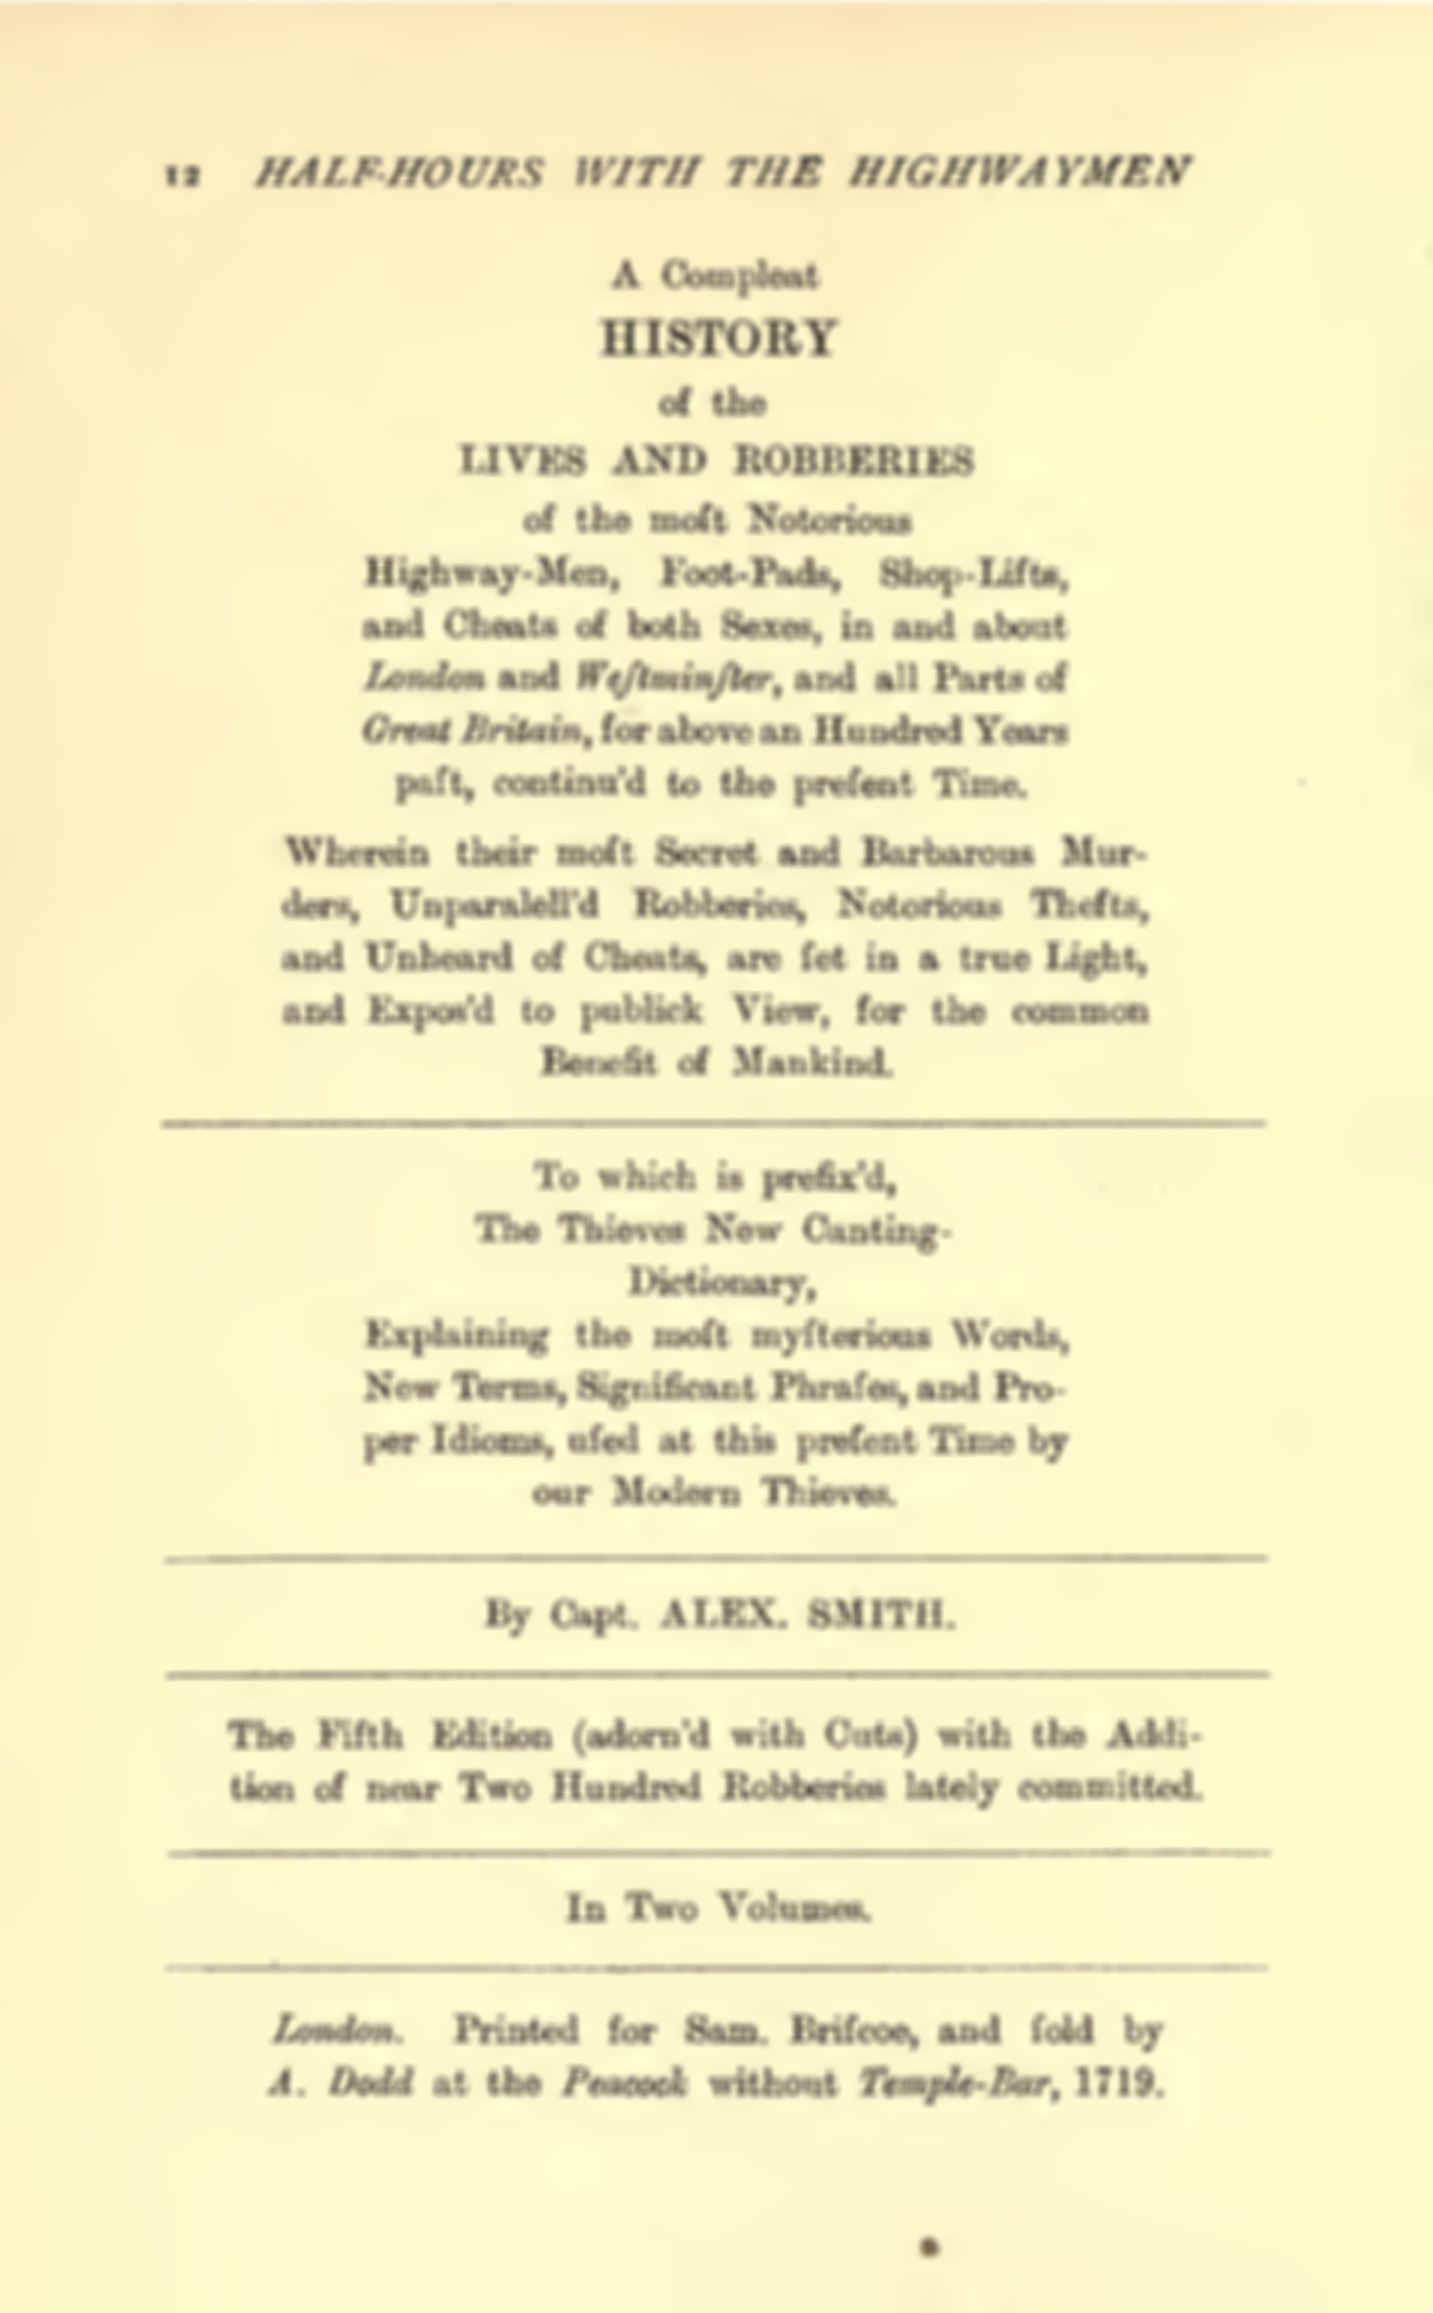 12 HALF-HOURS WITH THE HIGHWAYMEN
A Compleat
HISTORY
of the
LIVES AND ROBBERIES
of the moſt Notorious
Highway-Men, Foot-Pads, Shop-Lifts,
and Cheats of both Sexes, in and about
London and Weſtminſter, and all Parts of
Great Britain, for above an Hundred Years
paſt, continu'd to the preſent Time.
Wherein their moſt Secret and Barbarous Mur-
ders, Unparalell'd Robberies, Notorious Thefts,
and Unheard of Cheats, are ſet in a true Light,
and Expos'd to publick View, for the common
Benefit of Mankind.
To which is prefix'd,
The Thieves New Canting-
Dictionary,
Explaining the moſt myſterious Words,
New Terms, Significant Phraſes, and Pro-
per Idioms, uſed at this preſent Time by
our Modern Thieves.
By Capt. ALEX. SMITH.
The Fifth Edition (adorn'd with Cuts) with the Addi-
tion of near Two Hundred Robberies lately committed.
In Two Volumes.
London. Printed for Sam. Briſcoe, and ſold by
A. Dodd at the Peacock without Temple-Bar, 1719.